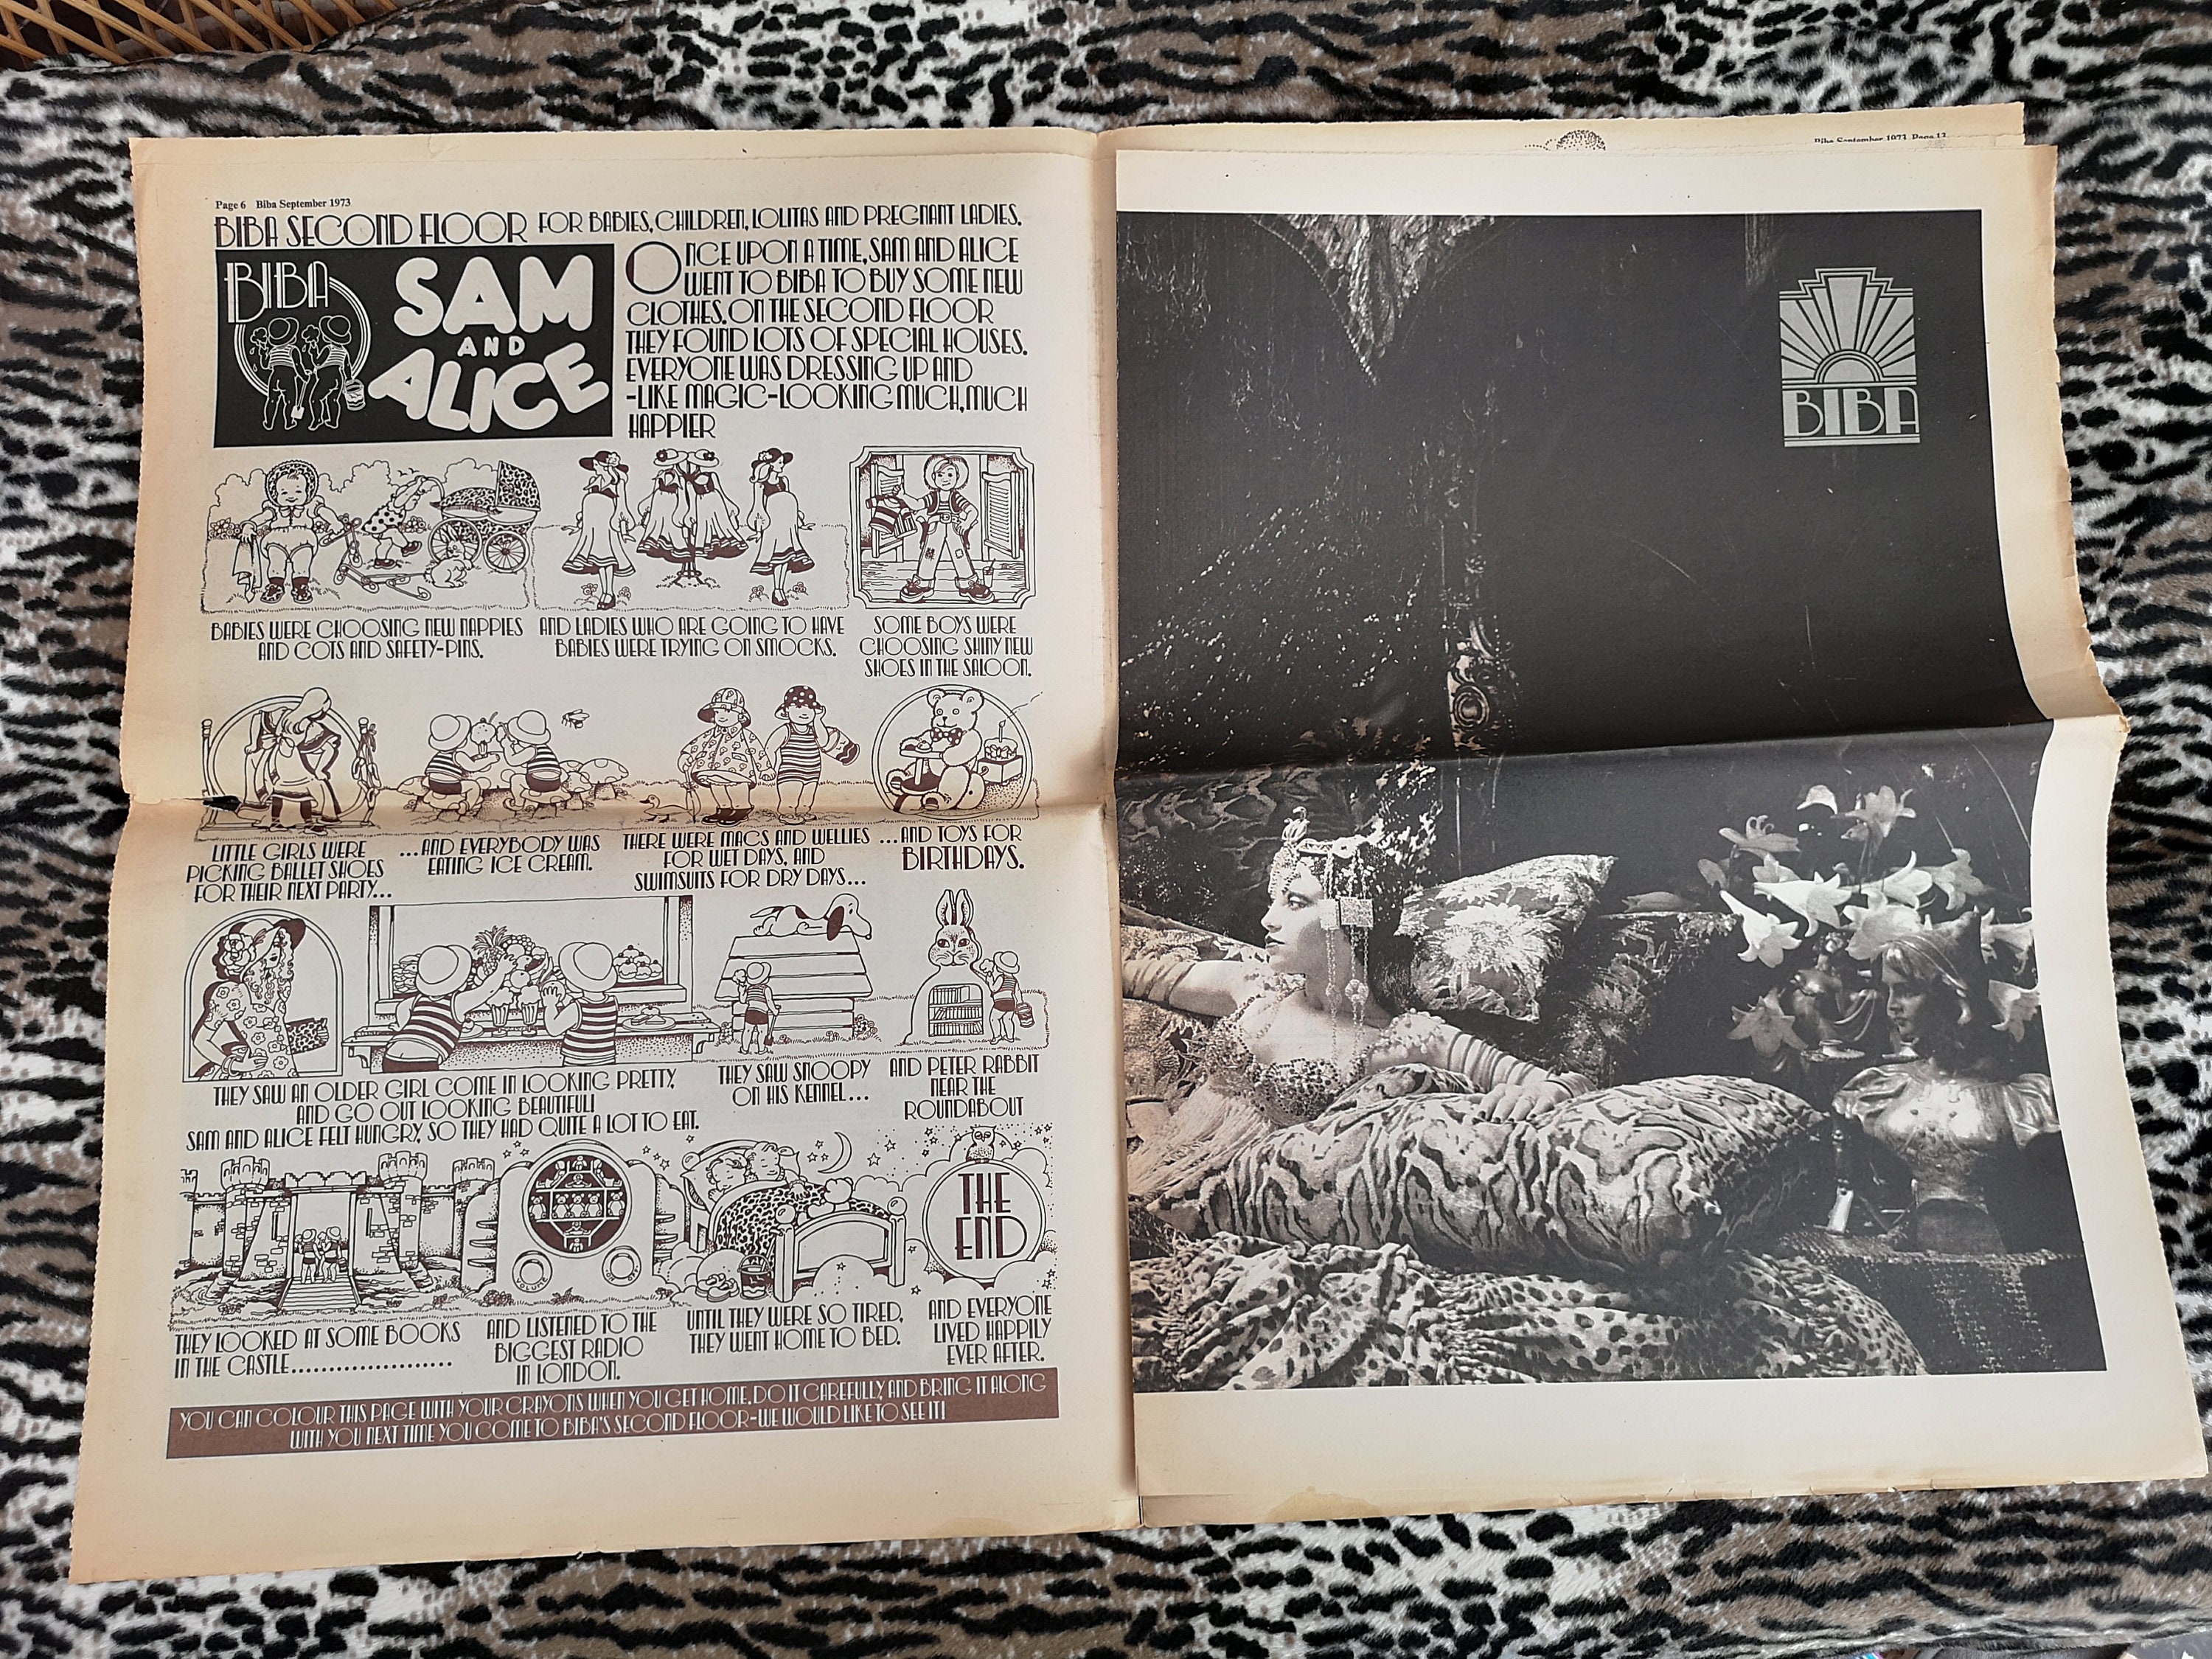 Page 6 Biba September 1973
BIBA SECOND FLOOR FOR BABIES, CHILDREN, LOLITAS AND PREGNANT LADIES.
BIBA
SAM
AND
ALICE
ONCE UPON A TIME, SAM AND ALICE
WENT TO BIBA TO BUY SOME NEW
CLOTHES. ON THE SECOND FLOOR
THEY FOUND LOTS OF SPECIAL HOUSES.
EVERYONE WAS DRESSING UP AND
-LIKE MAGIC-LOOKING MUCH, MUCH
HAPPIER
BABIES WERE CHOOSING NEW NAPPIES
AND COTS AND SAFETY-PINS.
AND LADIES WHO ARE GOING TO HAVE
BABIES WERE TRYING ON SMOCKS.
SOME BOYS WERE
CHOOSING SHINY NEW
SHOES IN THE SALOON.
LITTLE GIRLS WERE
PICKING BALLET SHOES
FOR THEIR NEXT PARTY...
...AND EVERYBODY WAS
EATING ICE CREAM.
THERE WERE MACS AND WELLIES
FOR WET DAYS, AND
SWIMSUITS FOR DRY DAYS...
...AND TOYS FOR
BIRTHDAYS.
THEY SAW AN OLDER GIRL COME IN LOOKING PRETTY,
AND GO OUT LOOKING BEAUTIFUL!
SAM AND ALICE FELT HUNGRY, SO THEY HAD QUITE A LOT TO EAT.
THEY SAW SNOOPY
ON HIS KENNEL...
AND PETER RABBIT
NEAR THE
ROUNDABOUT
VOLUME
ON OFF
THE
END
THEY LOOKED AT SOME BOOKS
IN THE CASTLE.....................
AND LISTENED TO THE
BIGGEST RADIO
IN LONDON.
UNTIL THEY WERE SO TIRED,
THEY WENT HOME TO BED.
AND EVERYONE
LIVED HAPPILY
EVER AFTER.
YOU CAN COLOUR THIS PAGE WITH YOUR CRAYONS WHEN YOU GET HOME. DO IT CAREFULLY, AND BRING IT ALONG
WITH YOU NEXT TIME YOU COME TO BIBA'S SECOND FLOOR-WE WOULD LIKE TO SEE IT!
Biba September 1973 Page 13
BIBA